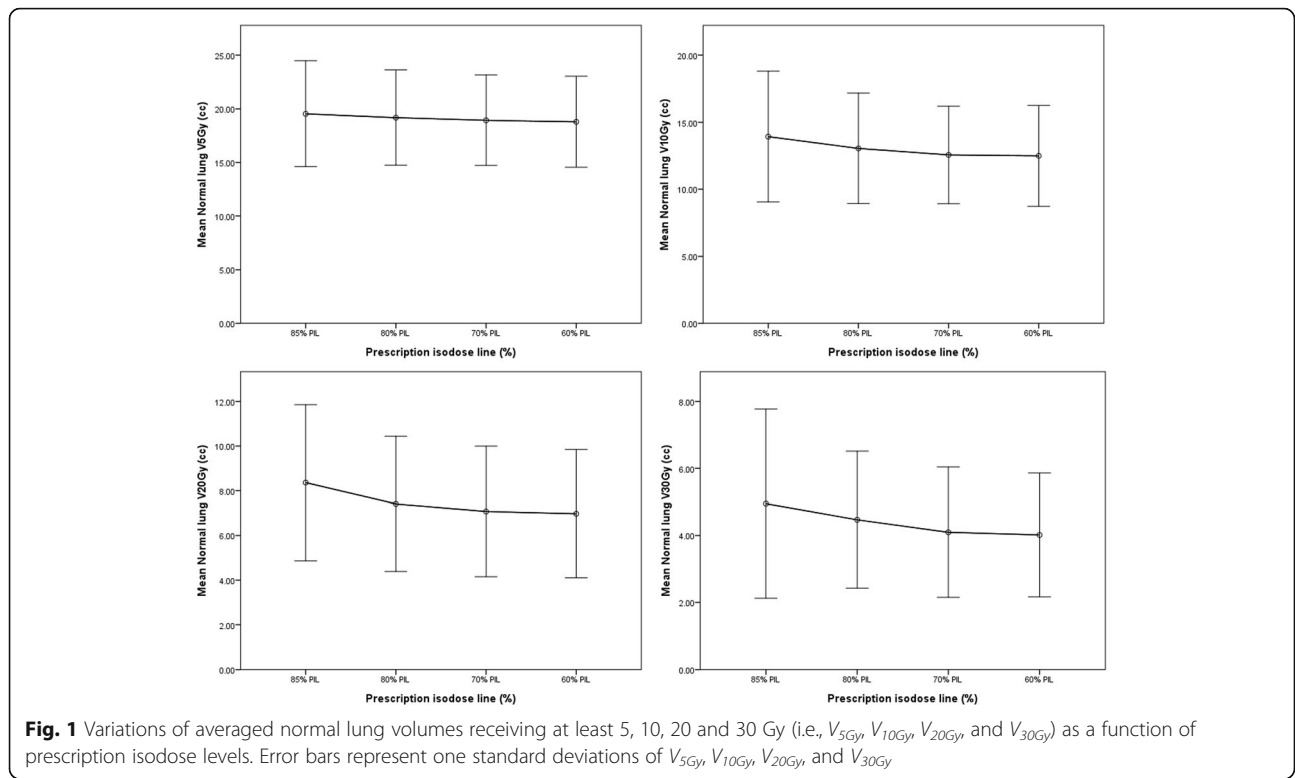 25.00
20.00
15.00
10.00
5.00
0.00
Mean Normal lung V5Gy (cc)
85% PIL 80% PIL 70% PIL 60% PIL
Prescription isodose line (%)
20.00
15.00
10.00
5.00
0.00
Mean Normal lung V10Gy (cc)
85% PIL 80% PIL 70% PIL 60% PIL
Prescription isodose line (%)
12.00
10.00
8.00
6.00
4.00
2.00
0.00
Mean Normal lung V20Gy (cc)
85% PIL 80% PIL 70% PIL 60% PIL
Prescription isodose line (%)
8.00
6.00
4.00
2.00
0.00
Mean Normal lung V30Gy (cc)
85% PIL 80% PIL 70% PIL 60% PIL
Prescription isodose line (%)
Fig. 1 Variations of averaged normal lung volumes receiving at least 5, 10, 20 and 30 Gy (i.e., V5Gy, V10Gy, V20Gy, and V30Gy) as a function of
prescription isodose levels. Error bars represent one standard deviations of V5Gy, V10Gy, V20Gy, and V30Gy